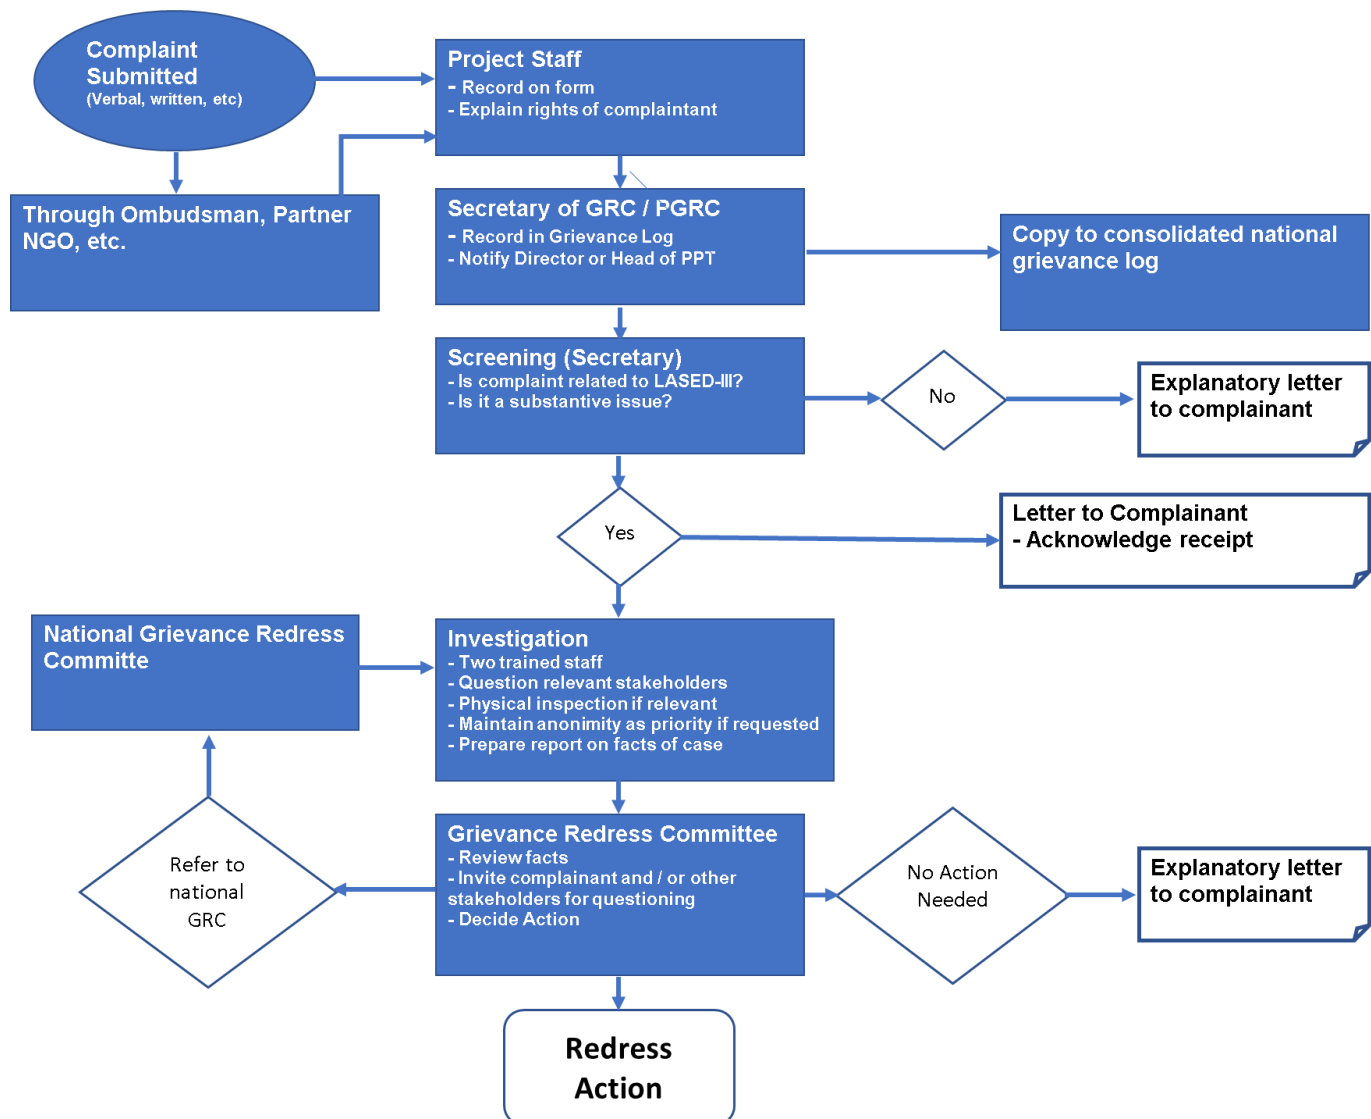 Complaint
Submitted
(Verbal, written, etc)
Project Staff
- Record on form
- Explain rights of complaintant
Through Ombudsman, Partner
NGO, etc.
Secretary of GRC / PGRC
- Record in Grievance Log
- Notify Director or Head of PPT
Copy to consolidated national
grievance log
Screening (Secretary)
- Is complaint related to LASED-III?
- Is it a substantive issue?
No
Explanatory letter
to complainant
Yes
Letter to Complainant
- Acknowledge receipt
National Grievance Redress
Committe
Investigation
- Two trained staff
- Question relevant stakeholders
- Physical inspection if relevant
- Maintain anonimity as priority if requested
- Prepare report on facts of case
Refer to
national
GRC
Grievance Redress Committee
- Review facts
- Invite complainant and / or other
stakeholders for questioning
- Decide Action
No Action
Needed
Explanatory letter
to complainant
Redress
Action